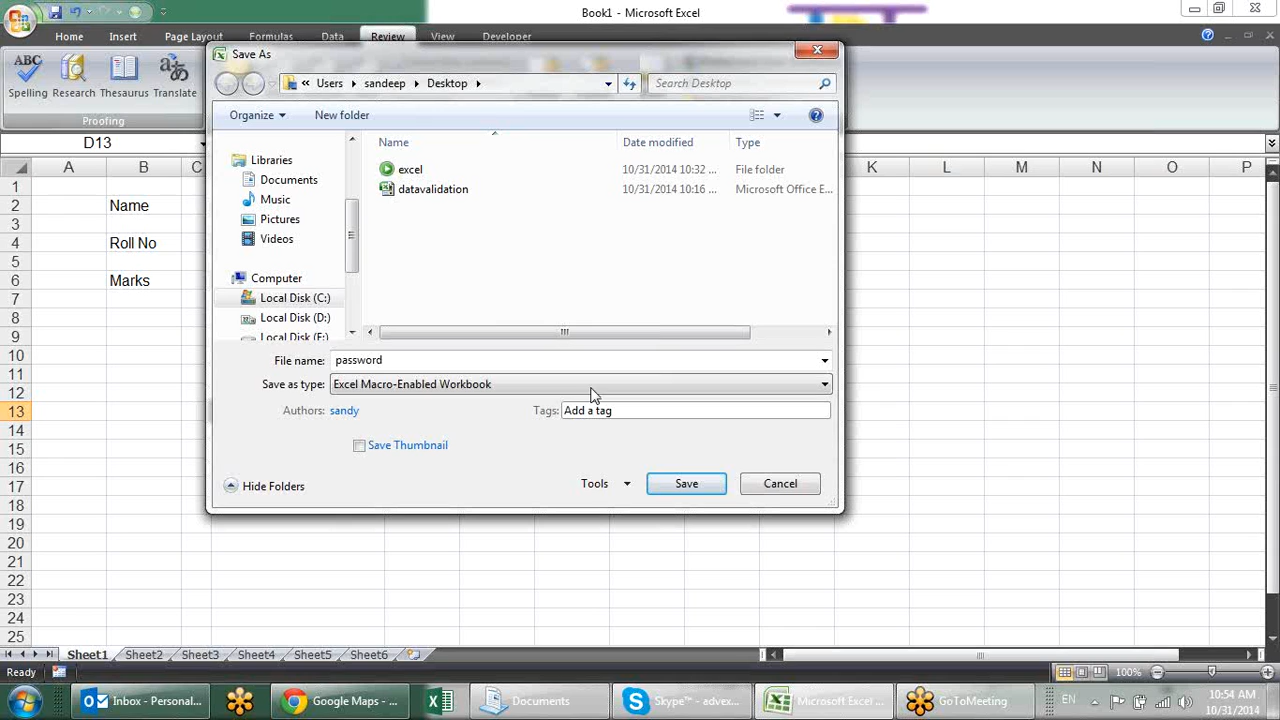 Book1 - Microsoft Excel
Home Insert Page Layout Formulas Data Review View Developer
ABC
Spelling Research Thesaurus Translate
Proofing
Save As
Users sandeep Desktop
Search Desktop
Organize New folder
Name Date modified Type
Libraries
Documents
Music
Pictures
Videos
Computer
Local Disk (C:)
Local Disk (D:)
Local Disk (E:)
excel 10/31/2014 10:32 ... File folder
datavalidation 10/31/2014 10:16 ... Microsoft Office E...
File name: password
Save as type: Excel Macro-Enabled Workbook
Authors: sandy Tags: Add a tag
Save Thumbnail
Hide Folders Tools Save Cancel
D13
A B C K L M N O P
1
2 Name
3
4 Roll No
5
6 Marks
7
8
9
10
11
12
13
14
15
16
17
18
19
20
21
22
23
24
25
Sheet1 Sheet2 Sheet3 Sheet4 Sheet5 Sheet6
Ready 100%
Inbox - Personal... Google Maps - ... Documents Skype™ - advex... Microsoft Excel ... GoToMeeting EN 10:54 AM
10/31/2014